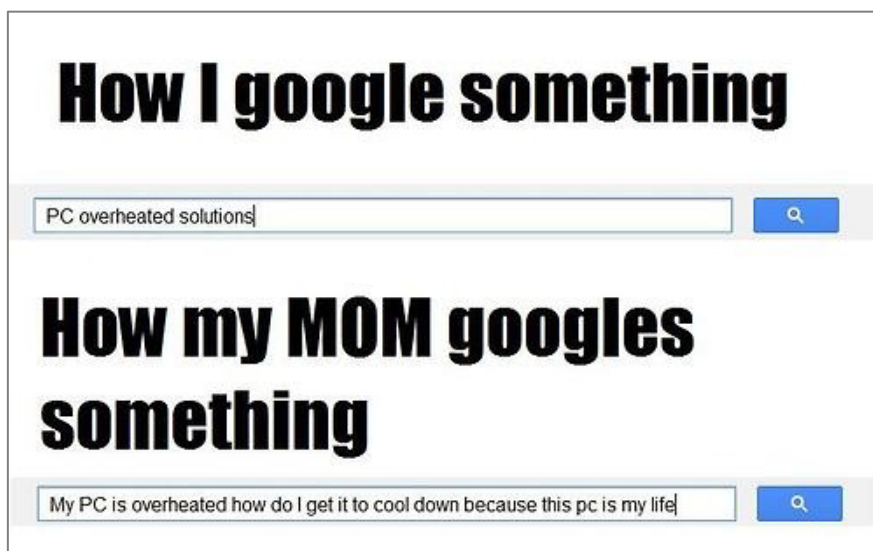 How I google something
PC overheated solutions
How my MOM googles
something
My PC is overheated how do I get it to cool down because this pc is my life